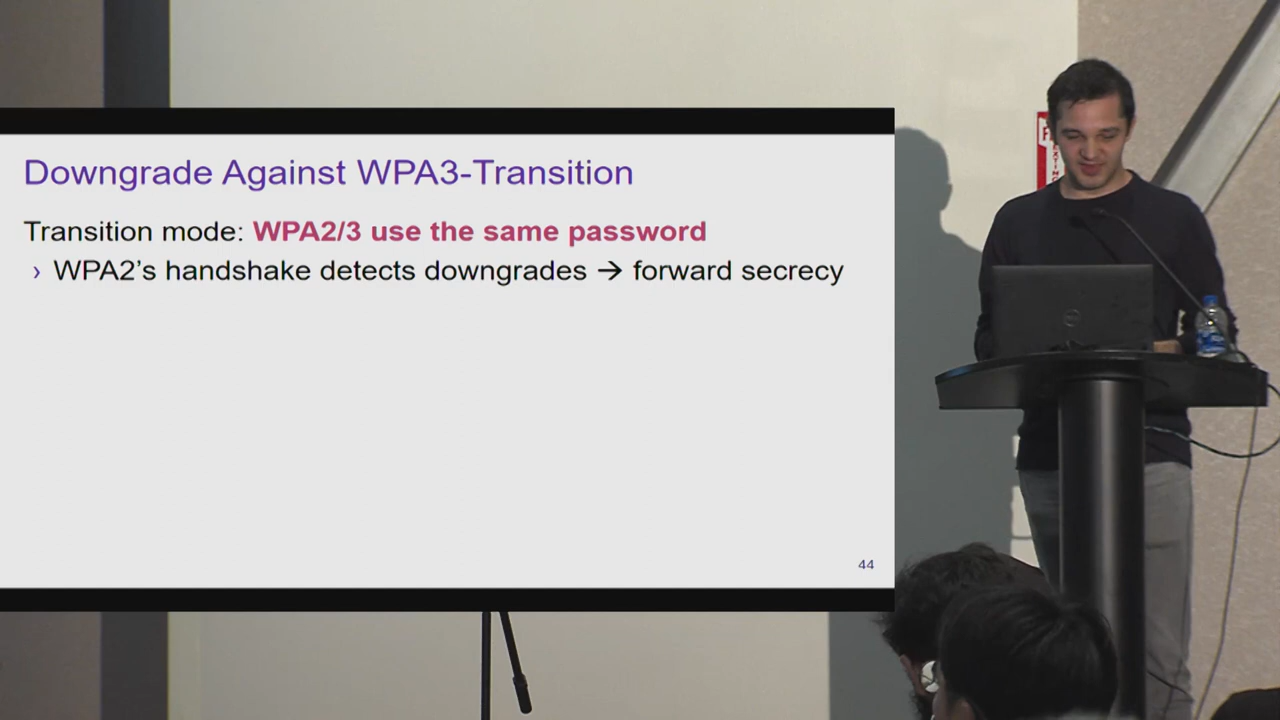 Downgrade Against WPA3-Transition
Transition mode: WPA2/3 use the same password
› WPA2's handshake detects downgrades → forward secrecy
44